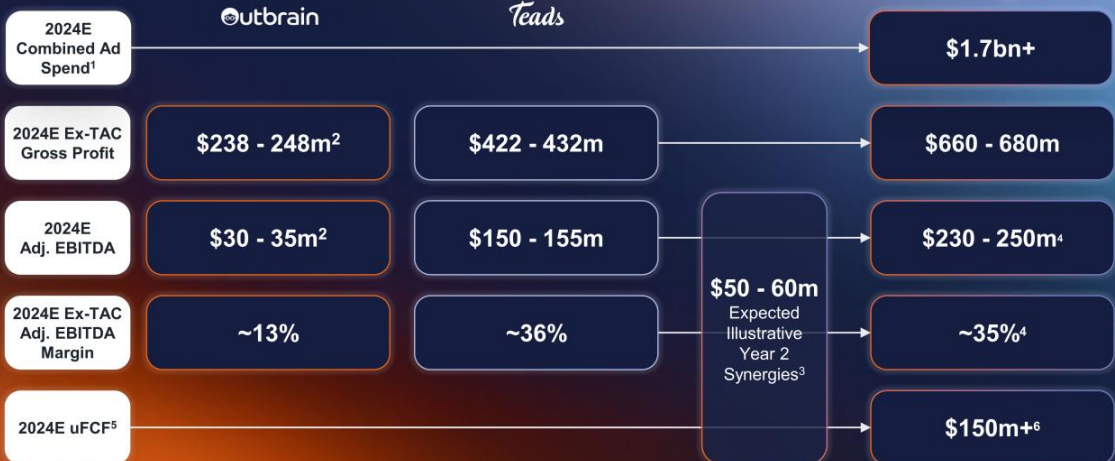 Outbrain
Teads
2024E
Combined Ad
Spend¹
$1.7bn+
2024E Ex-TAC
Gross Profit
$238 - 248m²
$422 - 432m
$660 - 680m
2024E
Adj. EBITDA
$30 - 35m²
$150 - 155m
$230 - 250m⁴
2024E Ex-TAC
Adj. EBITDA
Margin
~13%
~36%
$50 - 60m
Expected
Illustrative
Year 2
Synergies³
~35%⁴
2024E uFCF⁵
$150m+⁶